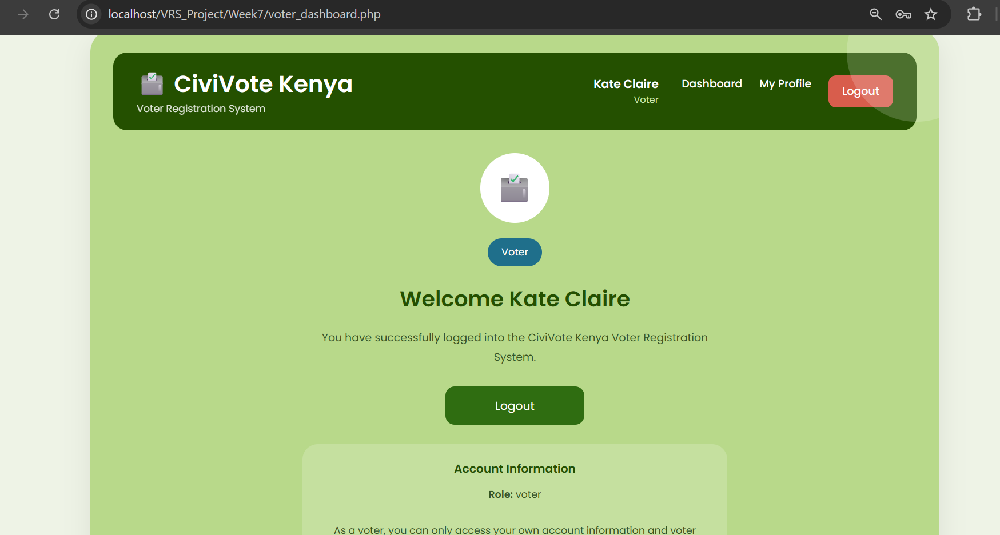 localhost/VRS_Project/Week7/voter_dashboard.php
CiviVote Kenya
Voter Registration System
Kate Claire
Voter
Dashboard
My Profile
Logout
Voter
Welcome Kate Claire
You have successfully logged into the CiviVote Kenya Voter Registration
System.
Logout
Account Information
Role: voter
As a voter, you can only access your own account information and voter